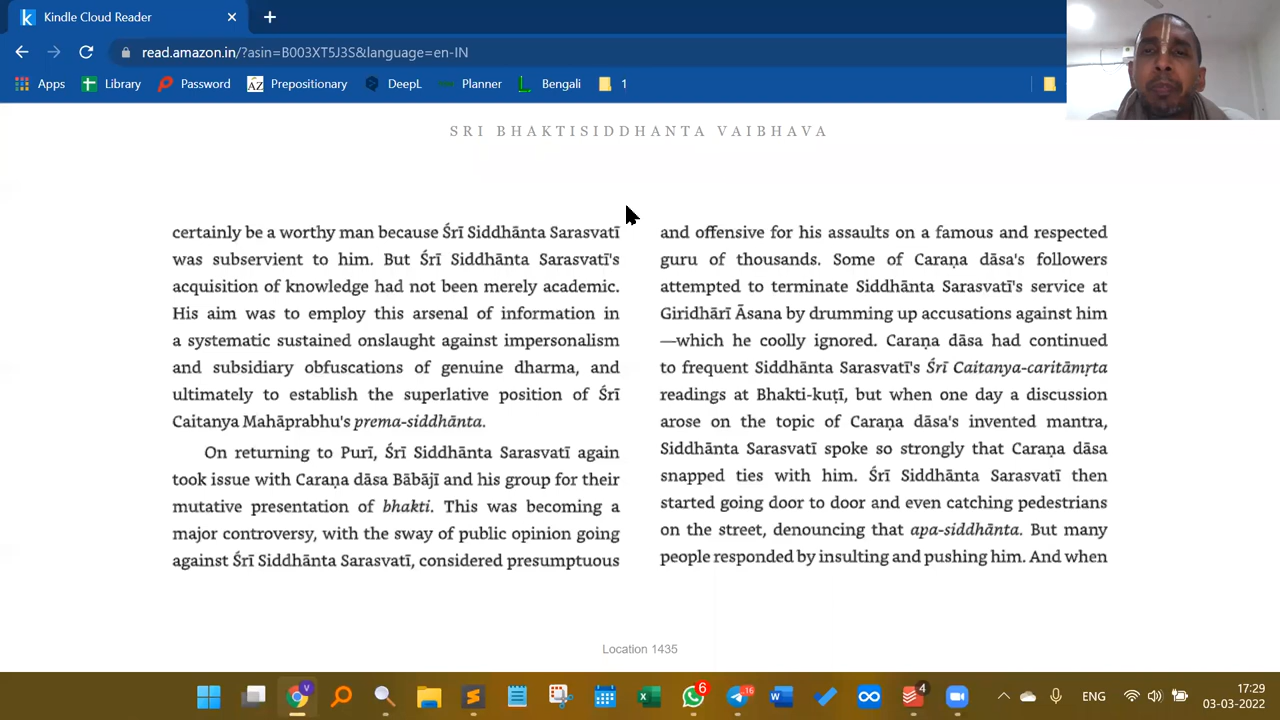 Kindle Cloud Reader
read.amazon.in/?asin=B003XT5J3S&language=en-IN
Apps Library Password AZ Prepositionary DeepL Planner Bengali 1
SRI BHAKTISIDDHANTA VAIBHAVA
certainly be a worthy man because Śrī Siddhānta Sarasvatī
was subservient to him. But Śrī Siddhānta Sarasvatī's
acquisition of knowledge had not been merely academic.
His aim was to employ this arsenal of information in
a systematic sustained onslaught against impersonalism
and subsidiary obfuscations of genuine dharma, and
ultimately to establish the superlative position of Śrī
Caitanya Mahāprabhu's prema-siddhānta.
On returning to Purī, Śrī Siddhānta Sarasvatī again
took issue with Caraṇa dāsa Bābājī and his group for their
mutative presentation of bhakti. This was becoming a
major controversy, with the sway of public opinion going
against Śrī Siddhānta Sarasvatī, considered presumptuous
and offensive for his assaults on a famous and respected
guru of thousands. Some of Caraṇa dāsa's followers
attempted to terminate Siddhānta Sarasvatī's service at
Giridhārī Āsana by drumming up accusations against him
—which he coolly ignored. Caraṇa dāsa had continued
to frequent Siddhānta Sarasvatī's Śrī Caitanya-caritāmṛta
readings at Bhakti-kuṭī, but when one day a discussion
arose on the topic of Caraṇa dāsa's invented mantra,
Siddhānta Sarasvatī spoke so strongly that Caraṇa dāsa
snapped ties with him. Śrī Siddhānta Sarasvatī then
started going door to door and even catching pedestrians
on the street, denouncing that apa-siddhānta. But many
people responded by insulting and pushing him. And when
Location 1435
V 6 16 4 ENG 17:29
03-03-2022